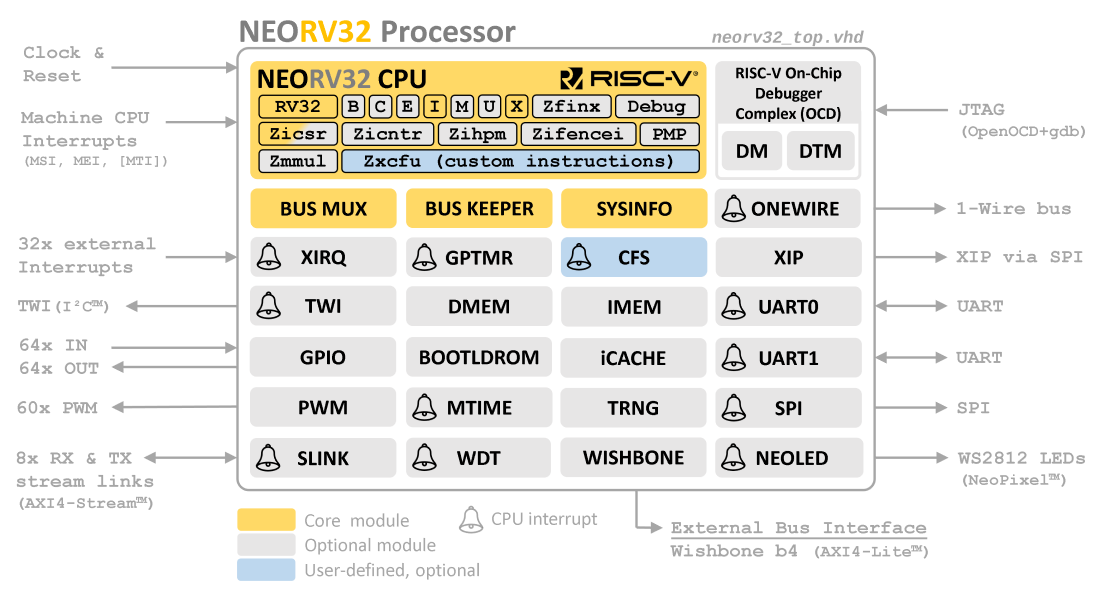 NEORV32 Processor
neorv32_top.vhd
Clock &
Reset
Machine CPU
Interrupts
(MSI, MEI, [MTI])
NEORV32 CPU
RISC-V®
RV32 B C E I M U X Zfinx Debug
Zicsr Zicntr Zihpm Zifencei PMP
Zmmul Zxcfu (custom instructions)
RISC-V On-Chip
Debugger
Complex (OCD)
DM DTM
JTAG
(OpenOCD+gdb)
BUS MUX BUS KEEPER SYSINFO ONEWIRE
1-Wire bus
32x external
Interrupts
XIRQ GPTMR CFS XIP
XIP via SPI
TWI(I²C™)
TWI DMEM IMEM UART0
UART
64x IN
64x OUT
GPIO BOOTLDROM iCACHE UART1
UART
60x PWM
PWM MTIME TRNG SPI
SPI
8x RX & TX
stream links
(AXI4-Stream™)
SLINK WDT WISHBONE NEOLED
WS2812 LEDs
(NeoPixel™)
Core module
Optional module
User-defined, optional
CPU interrupt
External Bus Interface
Wishbone b4 (AXI4-Lite™)